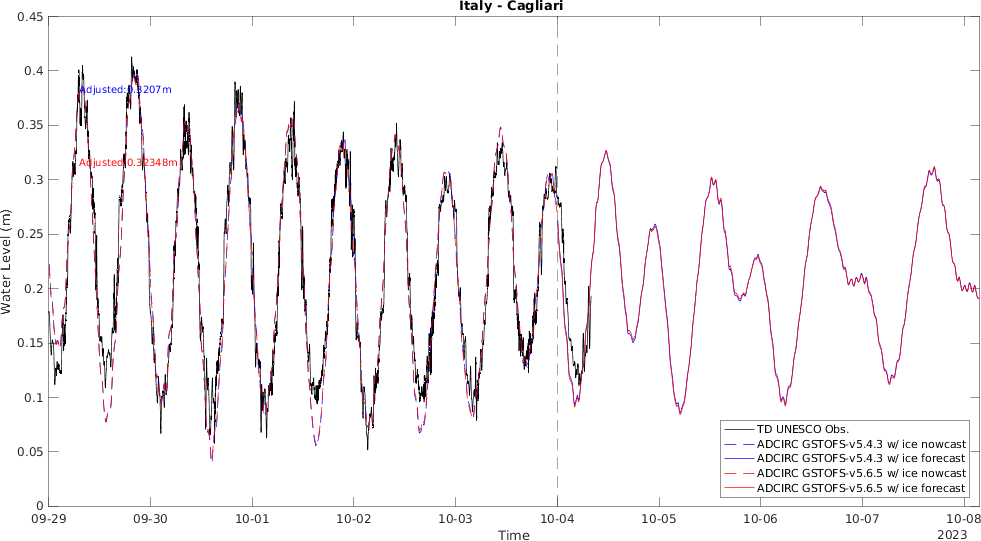 Italy - Cagliari
0.45
0.4
0.35
0.3
0.25
0.2
0.15
0.1
0.05
0
Water Level (m)
Adjusted:0.3207m
Adjusted:0.32348m
TD UNESCO Obs.
ADCIRC GSTOFS-v5.4.3 w/ ice nowcast
ADCIRC GSTOFS-v5.4.3 w/ ice forecast
ADCIRC GSTOFS-v5.6.5 w/ ice nowcast
ADCIRC GSTOFS-v5.6.5 w/ ice forecast
09-29 09-30 10-01 10-02 10-03 10-04 10-05 10-06 10-07 10-08
Time
2023